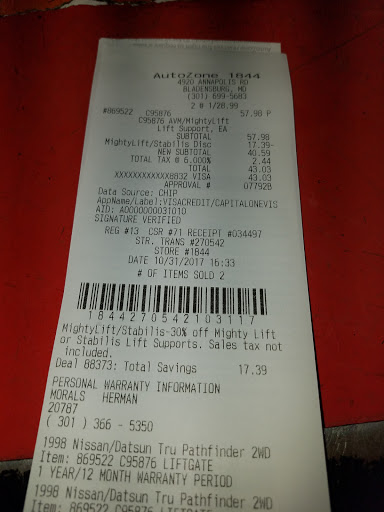 AutoZone 1844
4920 ANNAPOLIS RD
BLADENSBURG, MD
(301) 699-5683
2 @ 1/28.99
#869522 C95876 57.98 P
C95876 AVM/MightyLift
Lift Support, EA
SUBTOTAL 57.98
MightyLift/Stabilis Disc 17.39-
NEW SUBTOTAL 40.59
TOTAL TAX @ 6.000% 2.44
TOTAL 43.03
XXXXXXXXXXXX8832 VISA 43.03
APPROVAL # 07792B
Data Source: CHIP
AppName/Label:VISACREDIT/CAPITALONEVIS
AID: A0000000031010
SIGNATURE VERIFIED
REG #13 CSR #71 RECEIPT #034497
STR. TRANS #270542
STORE #1844
DATE 10/31/2017 16:33
# OF ITEMS SOLD 2
1844270542103117
MightyLift/Stabilis-30% off Mighty Lift
or Stabilis Lift Supports. Sales tax not
included.
Deal 88373: Total Savings 17.39
PERSONAL WARRANTY INFORMATION
MORALS HERMAN
20787
( 301 ) 366 - 5350
1998 Nissan/Datsun Tru Pathfinder 2WD
Item: 869522 C95876 LIFTGATE
1 YEAR/12 MONTH WARRANTY PERIOD
1998 Nissan/Datsun Tru Pathfinder 2WD
Item: 869522 C95876 LIFTGATE